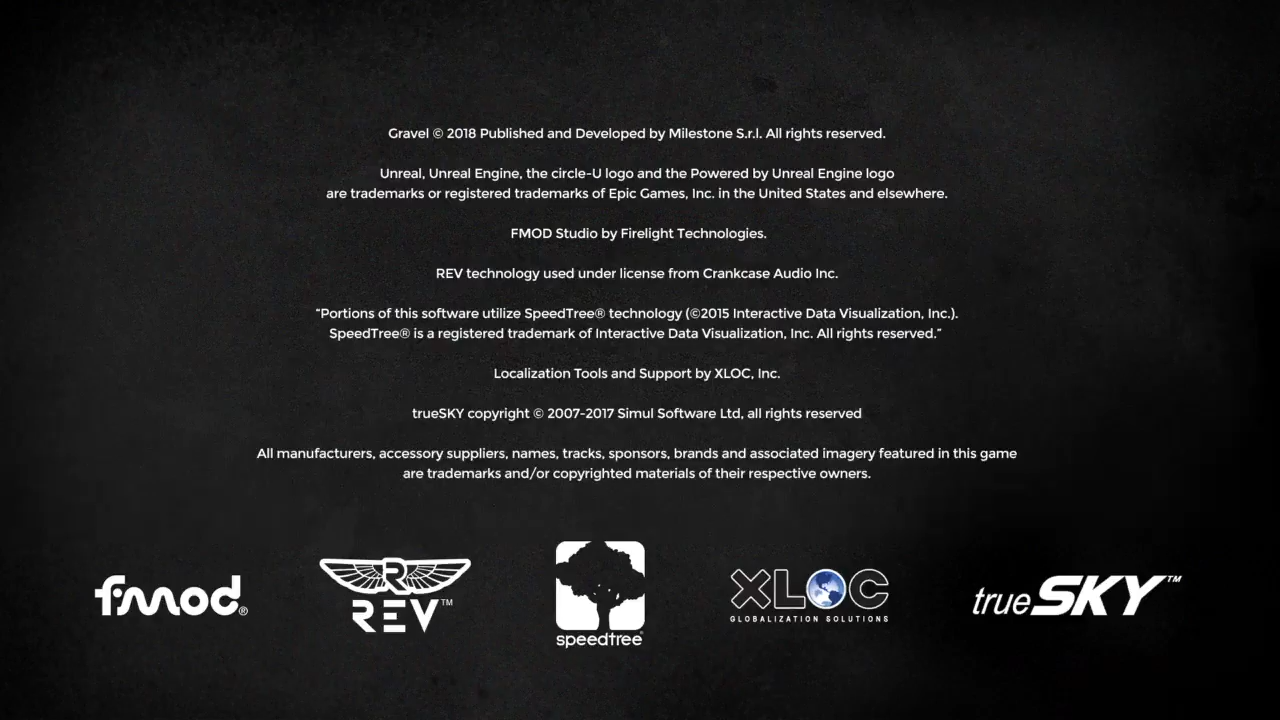 Gravel © 2018 Published and Developed by Milestone S.r.l. All rights reserved.
Unreal, Unreal Engine, the circle-U logo and the Powered by Unreal Engine logo
are trademarks or registered trademarks of Epic Games, Inc. in the United States and elsewhere.
FMOD Studio by Firelight Technologies.
REV technology used under license from Crankcase Audio Inc.
“Portions of this software utilize SpeedTree® technology (©2015 Interactive Data Visualization, Inc.).
SpeedTree® is a registered trademark of Interactive Data Visualization, Inc. All rights reserved.”
Localization Tools and Support by XLOC, Inc.
trueSKY copyright © 2007-2017 Simul Software Ltd, all rights reserved
All manufacturers, accessory suppliers, names, tracks, sponsors, brands and associated imagery featured in this game
are trademarks and/or copyrighted materials of their respective owners.
fmod®
R
REV™
speedtree®
XLOC
GLOBALIZATION SOLUTIONS
trueSKY™